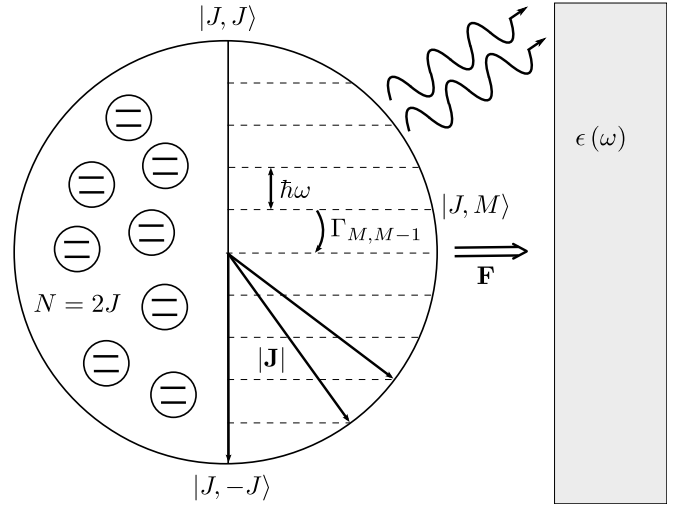 |J, J⟩
ϵ (ω)
ħω
|J, M⟩
Γ_{M,M−1}
F
N = 2J
|J|
|J, −J⟩